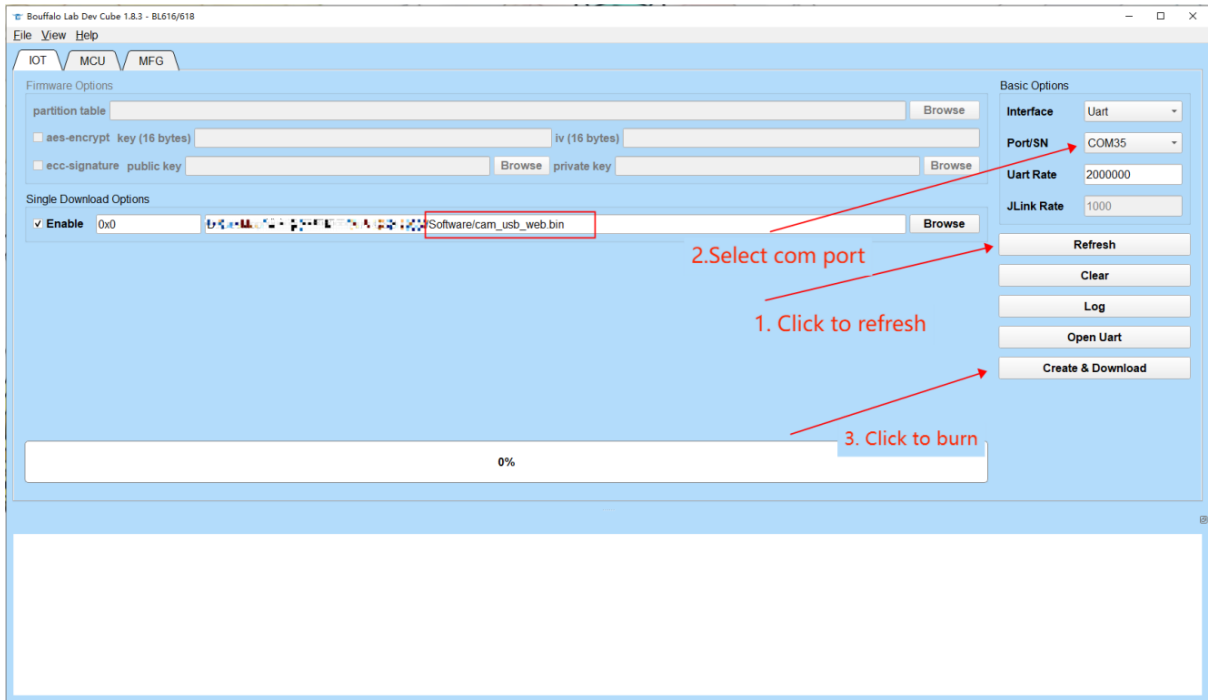 Bouffalo Lab Dev Cube 1.8.3 - BL616/618
File View Help
IOT MCU MFG
Firmware Options
partition table Browse
aes-encrypt key (16 bytes) iv (16 bytes)
ecc-signature public key Browse private key Browse
Single Download Options
Enable 0x0 /Software/cam_usb_web.bin Browse
Basic Options
Interface Uart
Port/SN COM35
Uart Rate 2000000
JLink Rate 1000
Refresh
Clear
Log
Open Uart
Create & Download
2.Select com port
1. Click to refresh
3. Click to burn
0%